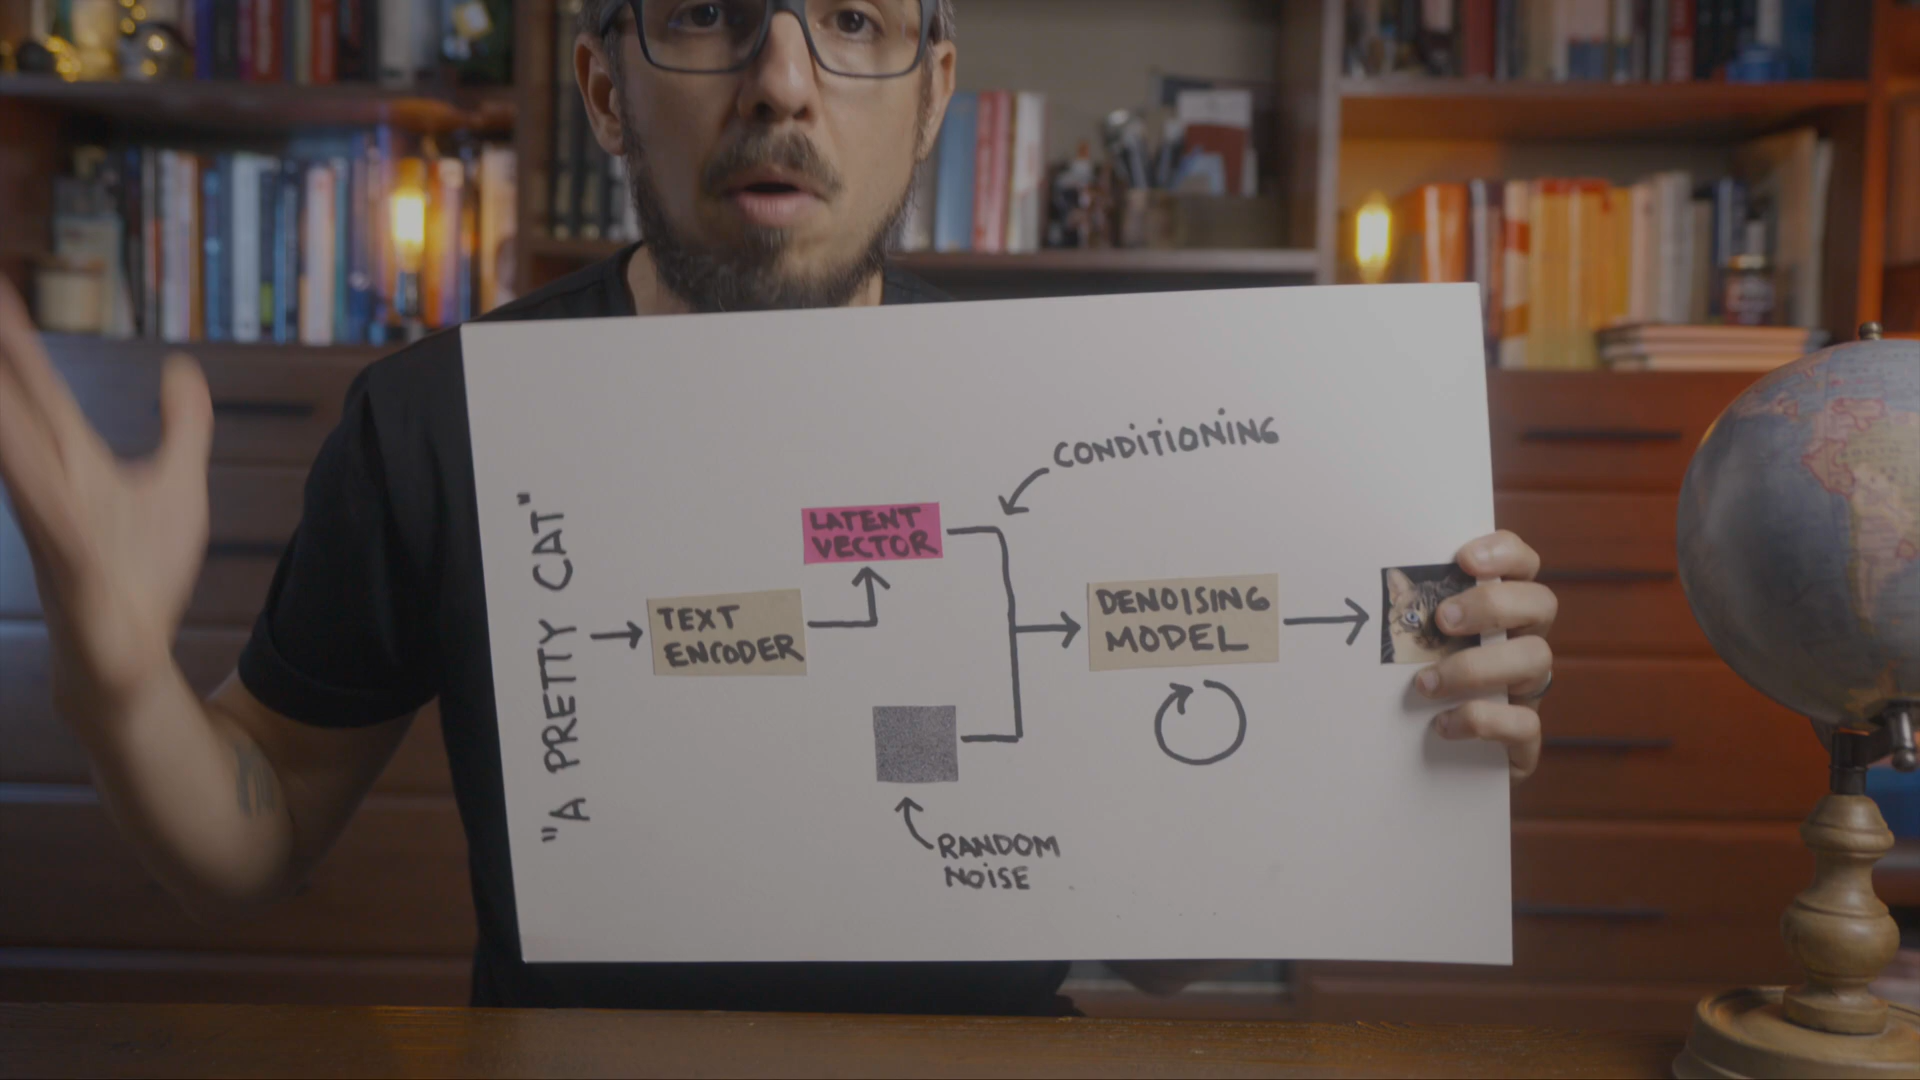 "A PRETTY CAT"
TEXT
ENCODER
LATENT
VECTOR
CONDITIONING
RANDOM
NOISE
DENOISING
MODEL